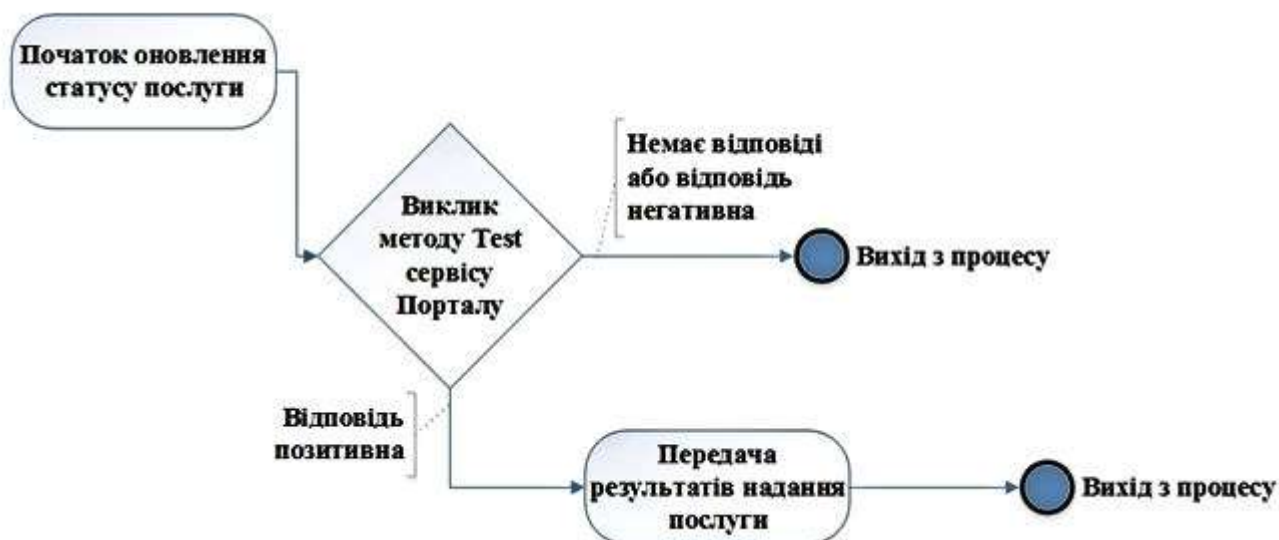 Початок оновлення
статусу послуги
Виклик
методу Test
сервісу
Порталу
Немає відповіді
або відповідь
негативна
Вихід з процесу
Відповідь
позитивна
Передача
результатів надання
послуги
Вихід з процесу